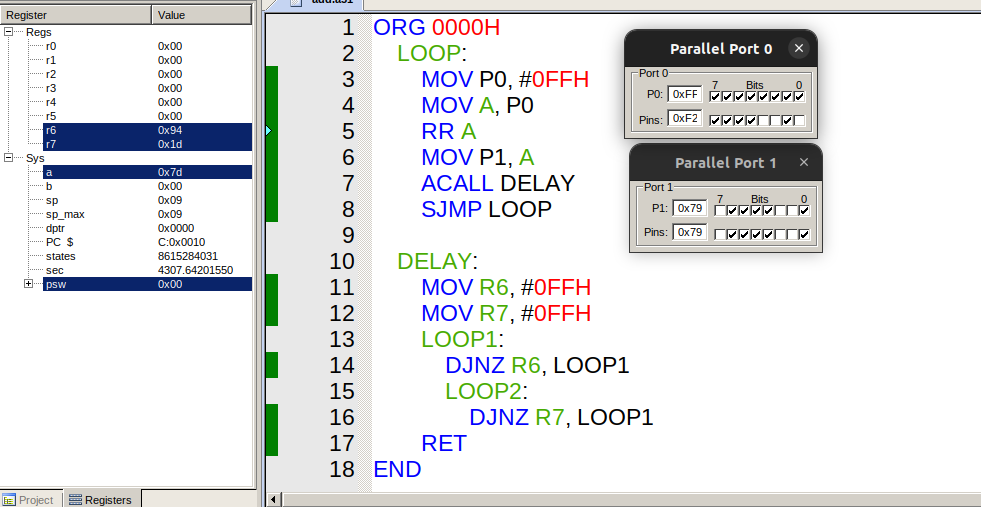 Register Value
Regs
r0 0x00
r1 0x00
r2 0x00
r3 0x00
r4 0x00
r5 0x00
r6 0x94
r7 0x1d
Sys
a 0x7d
b 0x00
sp 0x09
sp_max 0x09
dptr 0x0000
PC $ C:0x0010
states 8615284031
sec 4307.64201550
psw 0x00
Project Registers
add.a51
1 ORG 0000H
2 LOOP:
3 MOV P0, #0FFH
4 MOV A, P0
5 RR A
6 MOV P1, A
7 ACALL DELAY
8 SJMP LOOP
9
10 DELAY:
11 MOV R6, #0FFH
12 MOV R7, #0FFH
13 LOOP1:
14 DJNZ R6, LOOP1
15 LOOP2:
16 DJNZ R7, LOOP1
17 RET
18 END
Parallel Port 0
Port 0
7 Bits 0
P0: 0xFF
Pins: 0xF2
Parallel Port 1
Port 1
7 Bits 0
P1: 0x79
Pins: 0x79